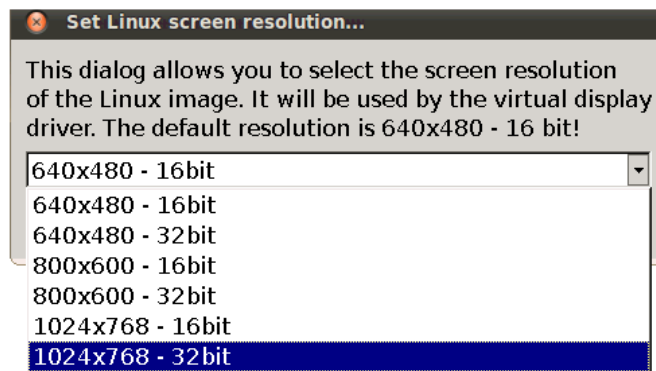 Set Linux screen resolution...
This dialog allows you to select the screen resolution
of the Linux image. It will be used by the virtual display
driver. The default resolution is 640x480 - 16 bit!
640x480 - 16bit
640x480 - 16bit
640x480 - 32bit
800x600 - 16bit
800x600 - 32bit
1024x768 - 16bit
1024x768 - 32bit